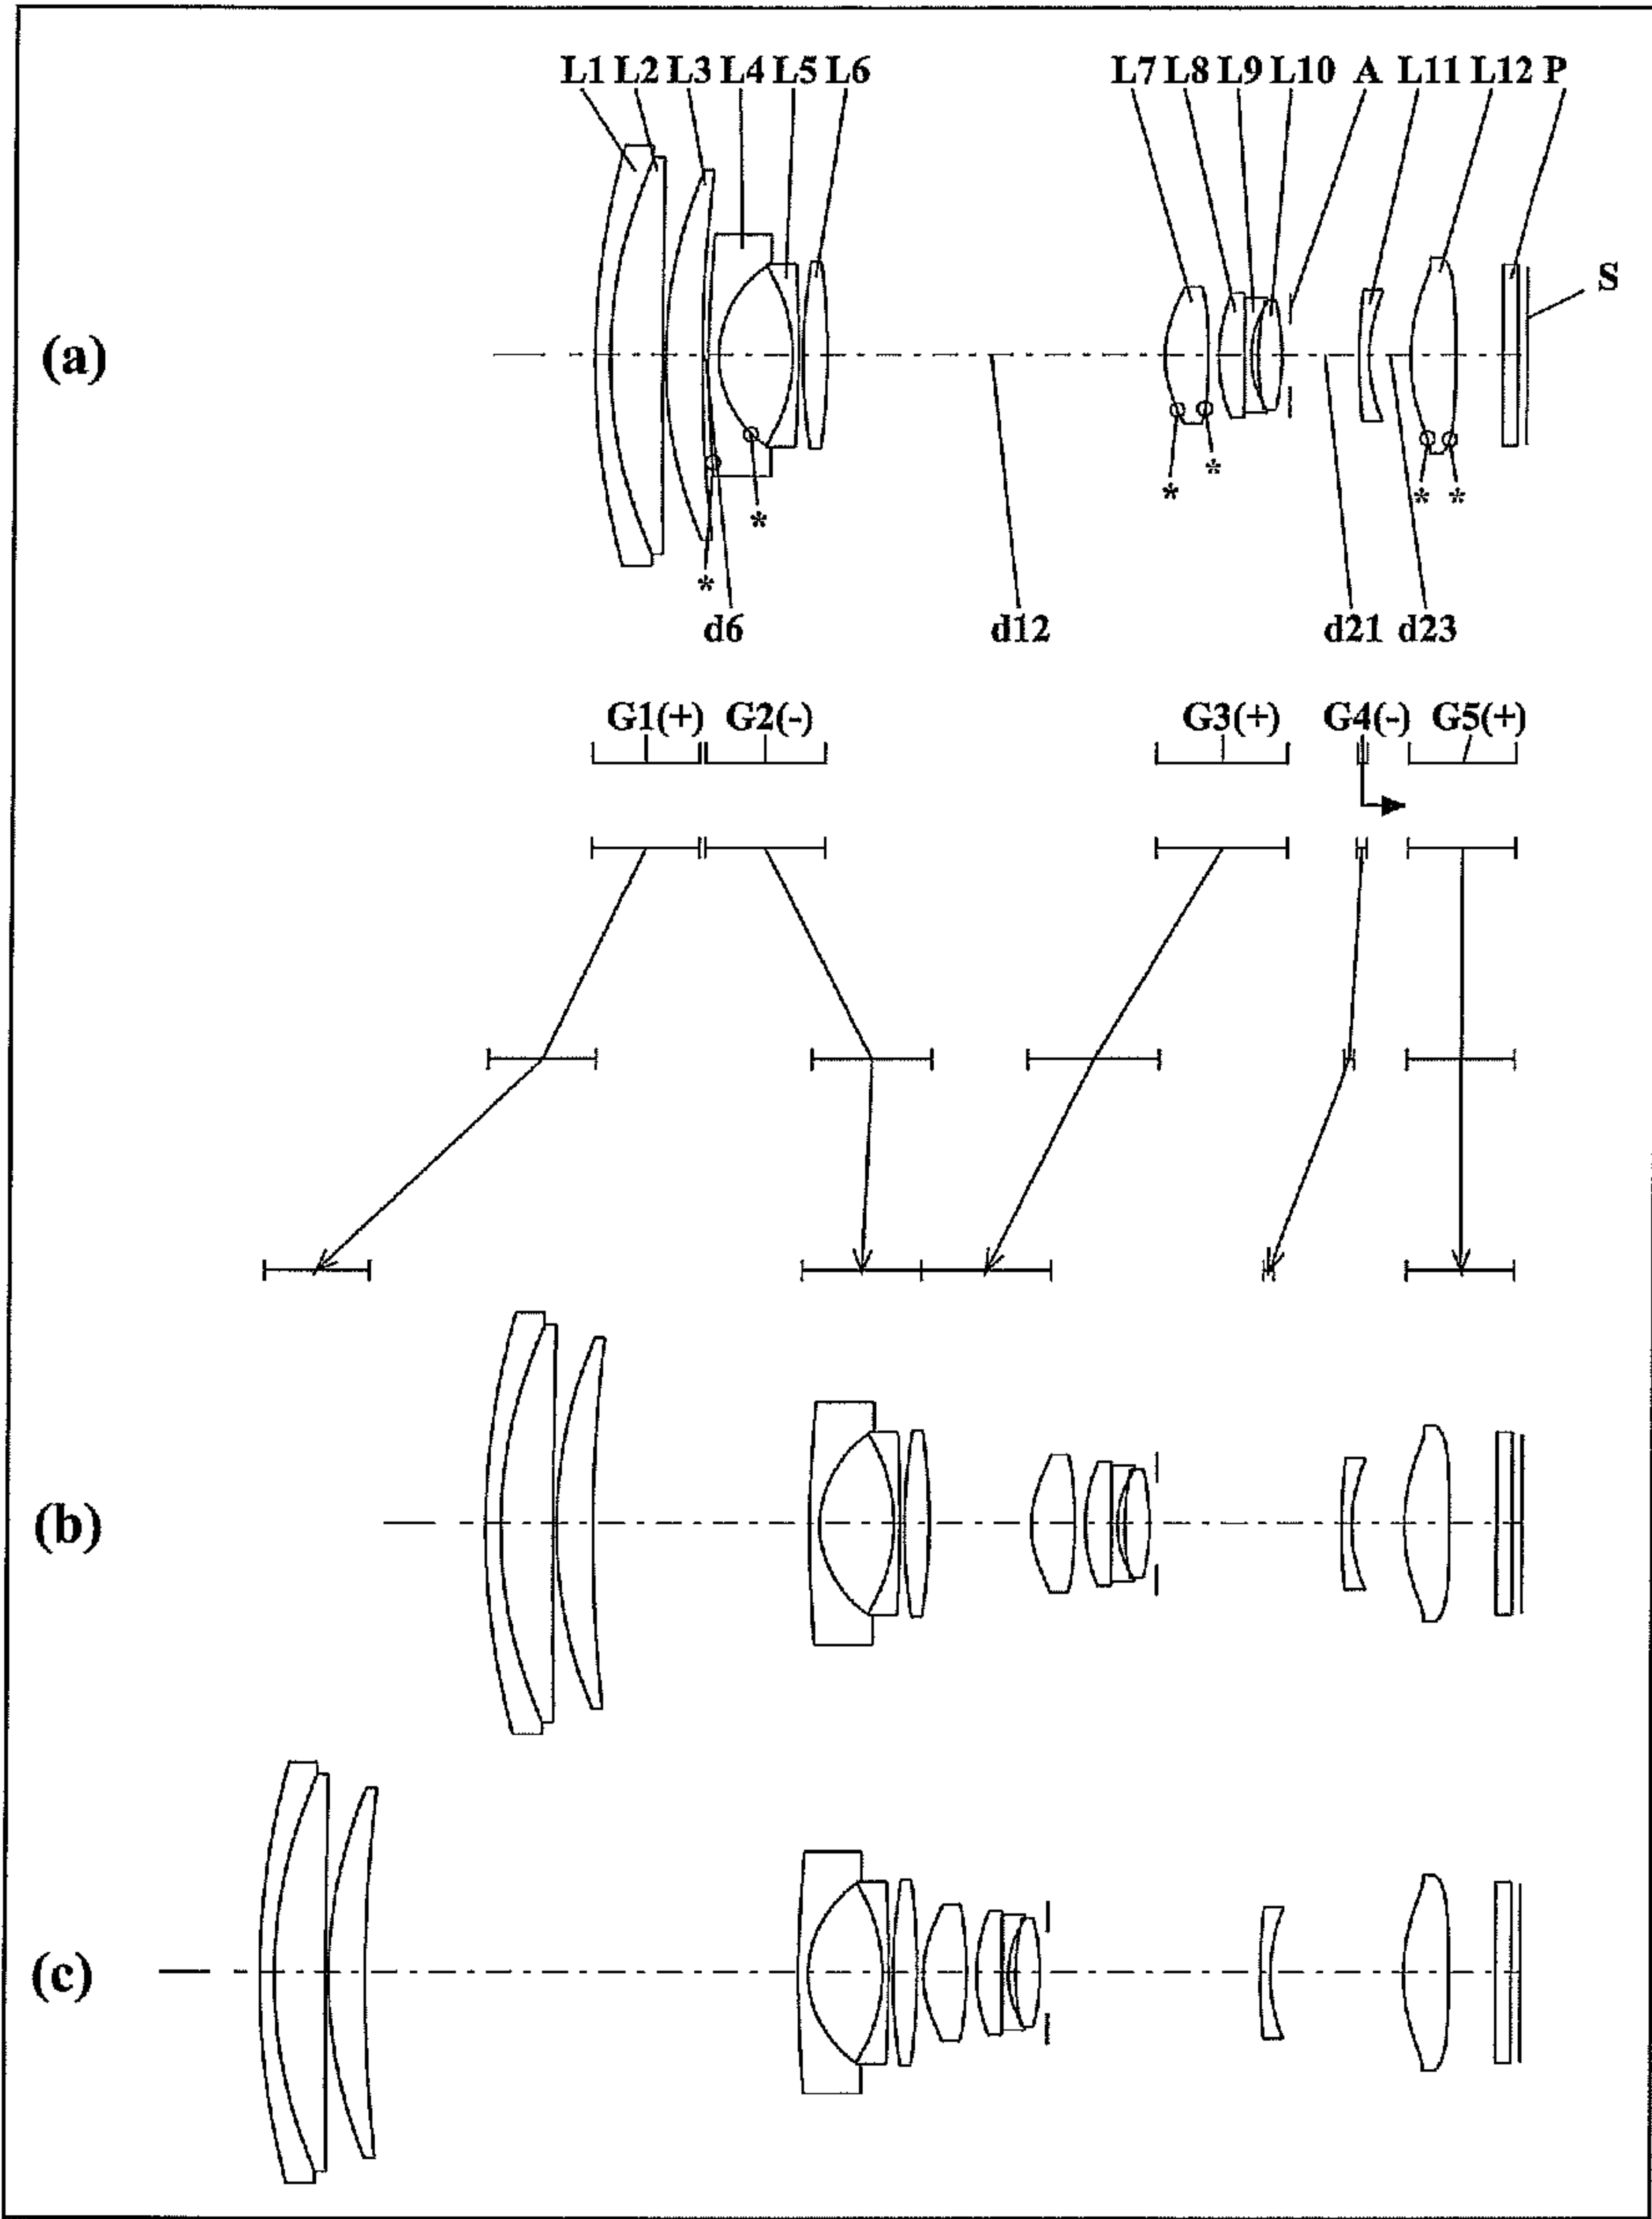 L1 L2 L3 L4 L5 L6 L7 L8 L9 L10 A L11 L12 P
S
(a)
* * * * * *
d6 d12 d21 d23
G1(+) G2(-) G3(+) G4(-) G5(+)
(b)
(c)